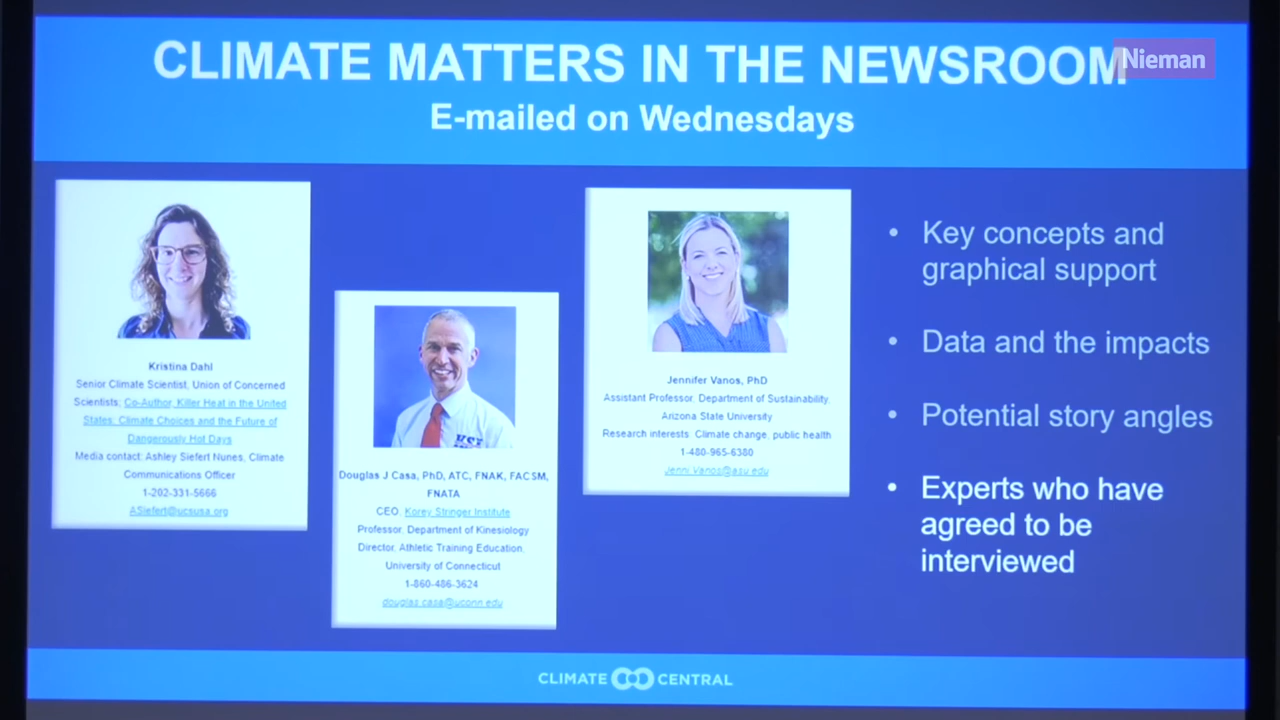 CLIMATE MATTERS IN THE NEWSROOM
Nieman
E-mailed on Wednesdays
Kristina Dahl
Senior Climate Scientist, Union of Concerned
Scientists; Co-Author, Killer Heat in the United
States: Climate Choices and the Future of
Dangerously Hot Days
Media contact: Ashley Siefert Nunes, Climate
Communications Officer
1-202-331-5666
ASiefert@ucsusa.org
Douglas J Casa, PhD, ATC, FNAK, FACSM,
FNATA
CEO, Korey Stringer Institute
Professor, Department of Kinesiology
Director, Athletic Training Education,
University of Connecticut
1-860-486-3624
douglas.casa@uconn.edu
Jennifer Vanos, PhD
Assistant Professor, Department of Sustainability,
Arizona State University
Research interests: Climate change, public health
1-480-965-6380
Jenni.Vanos@asu.edu
• Key concepts and
graphical support
• Data and the impacts
• Potential story angles
• Experts who have
agreed to be
interviewed
CLIMATE CENTRAL